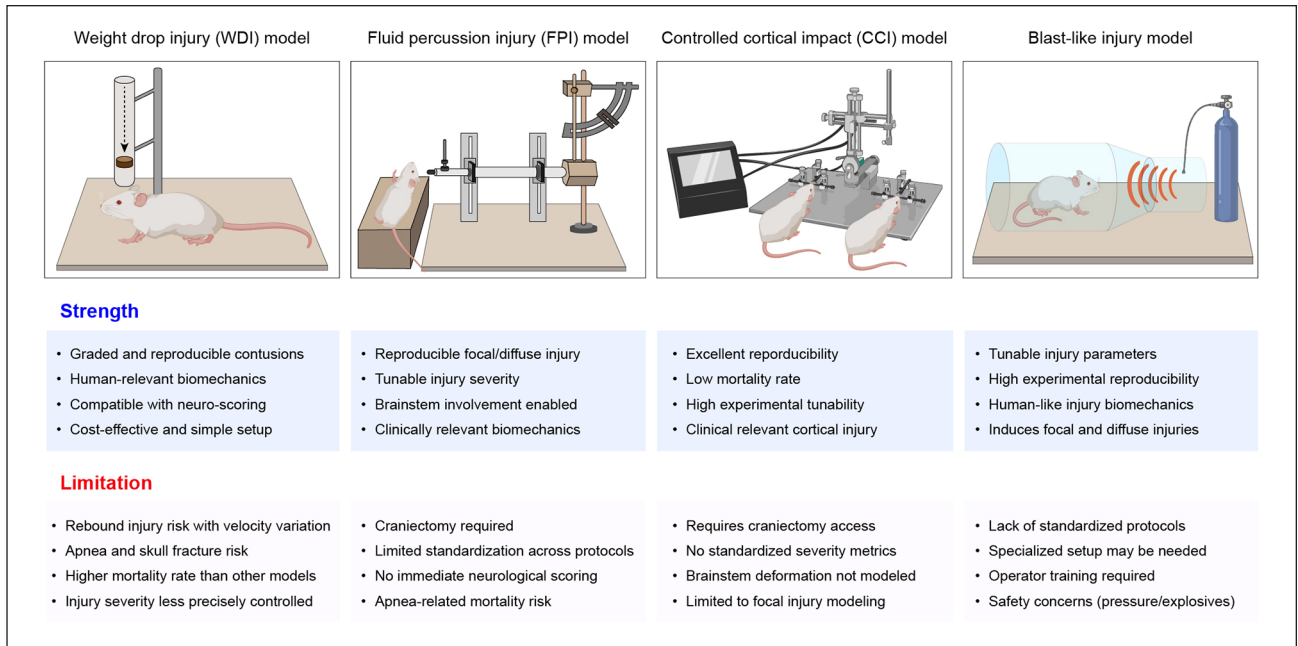 Weight drop injury (WDI) model
Fluid percussion injury (FPI) model
Controlled cortical impact (CCI) model
Blast-like injury model
Strength
• Graded and reproducible contusions
• Human-relevant biomechanics
• Compatible with neuro-scoring
• Cost-effective and simple setup
• Reproducible focal/diffuse injury
• Tunable injury severity
• Brainstem involvement enabled
• Clinically relevant biomechanics
• Excellent reporducibility
• Low mortality rate
• High experimental tunability
• Clinical relevant cortical injury
• Tunable injury parameters
• High experimental reproducibility
• Human-like injury biomechanics
• Induces focal and diffuse injuries
Limitation
• Rebound injury risk with velocity variation
• Apnea and skull fracture risk
• Higher mortality rate than other models
• Injury severity less precisely controlled
• Craniectomy required
• Limited standardization across protocols
• No immediate neurological scoring
• Apnea-related mortality risk
• Requires craniectomy access
• No standardized severity metrics
• Brainstem deformation not modeled
• Limited to focal injury modeling
• Lack of standardized protocols
• Specialized setup may be needed
• Operator training required
• Safety concerns (pressure/explosives)